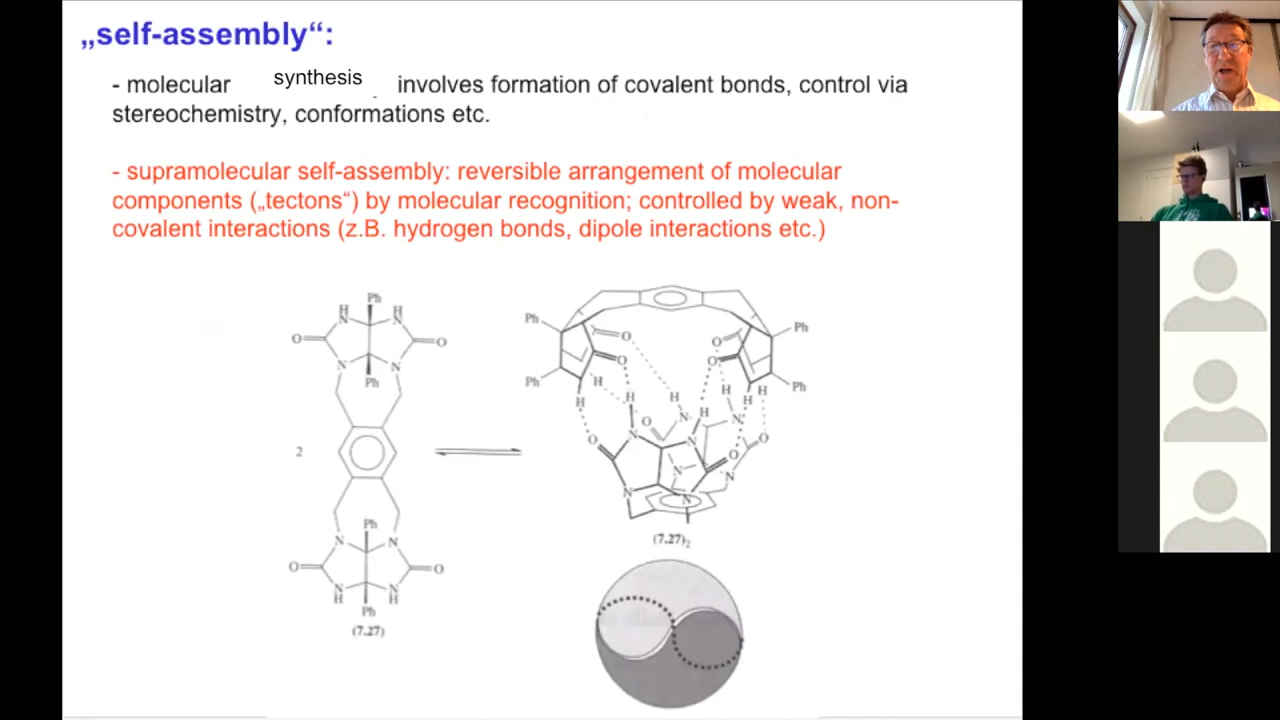 „self-assembly“:
- molecular synthesis involves formation of covalent bonds, control via
stereochemistry, conformations etc.
- supramolecular self-assembly: reversible arrangement of molecular
components („tectons“) by molecular recognition; controlled by weak, non-
covalent interactions (z.B. hydrogen bonds, dipole interactions etc.)
Ph
H H
N N
O O
N N
Ph
2
Ph
N N
O O
N N
H H
Ph
(7.27)
Ph Ph
O O
O O
Ph Ph
H H H
H H H H H
O O N N
N N O O
N N
N N
(7.27)2